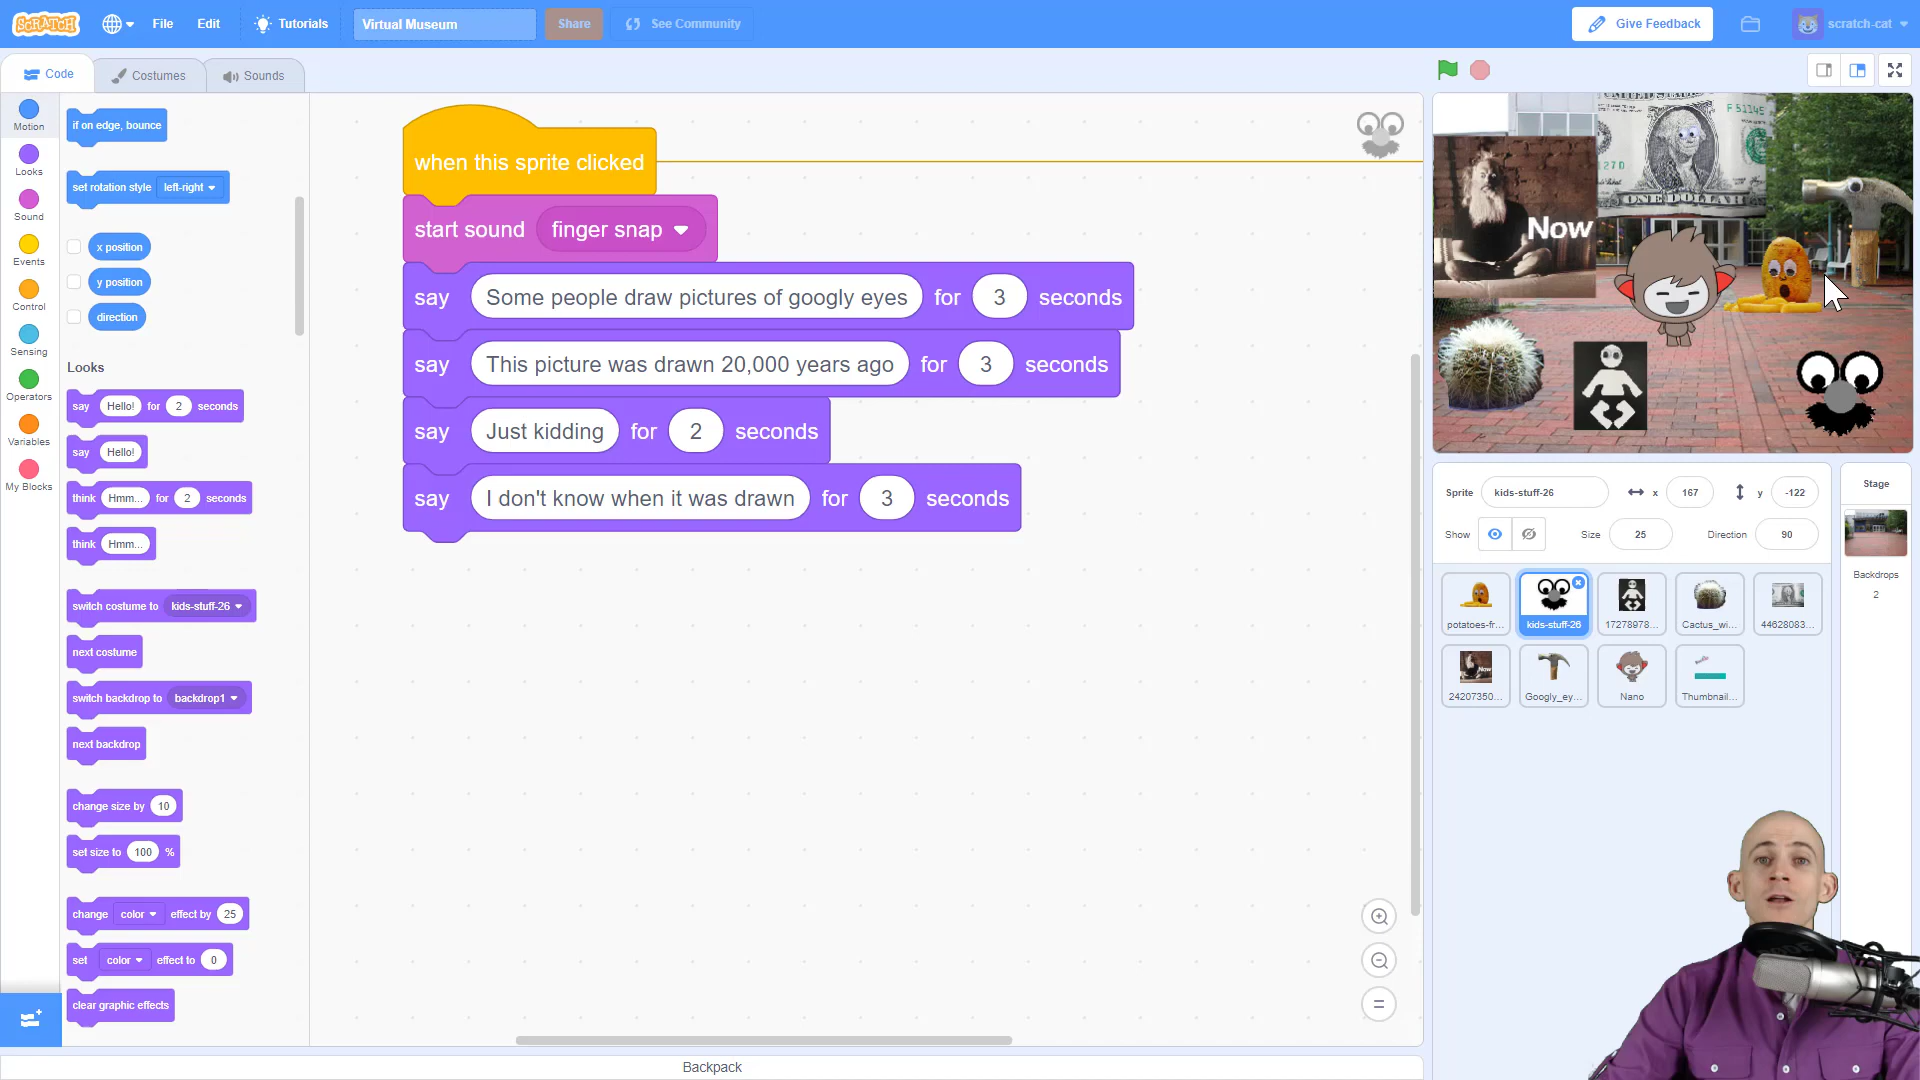 SCRATCH File Edit Tutorials Virtual Museum Share See Community Give Feedback scratch-cat
Code Costumes Sounds
Motion
Looks
Sound
Events
Control
Sensing
Operators
Variables
My Blocks
if on edge, bounce
set rotation style left-right
x position
y position
direction
Looks
say Hello! for 2 seconds
say Hello!
think Hmm... for 2 seconds
think Hmm...
switch costume to kids-stuff-26
next costume
switch backdrop to backdrop1
next backdrop
change size by 10
set size to 100 %
change color effect by 25
set color effect to 0
clear graphic effects
when this sprite clicked
start sound finger snap
say Some people draw pictures of googly eyes for 3 seconds
say This picture was drawn 20,000 years ago for 3 seconds
say Just kidding for 2 seconds
say I don't know when it was drawn for 3 seconds
Backpack
F 51145
ONE DOLLAR
Now
Sprite kids-stuff-26 x 167 y -122
Show Size 25 Direction 90
potatoes-fr... kids-stuff-26 17278978... Cactus_wi... 44628083...
24207350... Googly_ey... Nano Thumbnail...
Stage
Backdrops
2